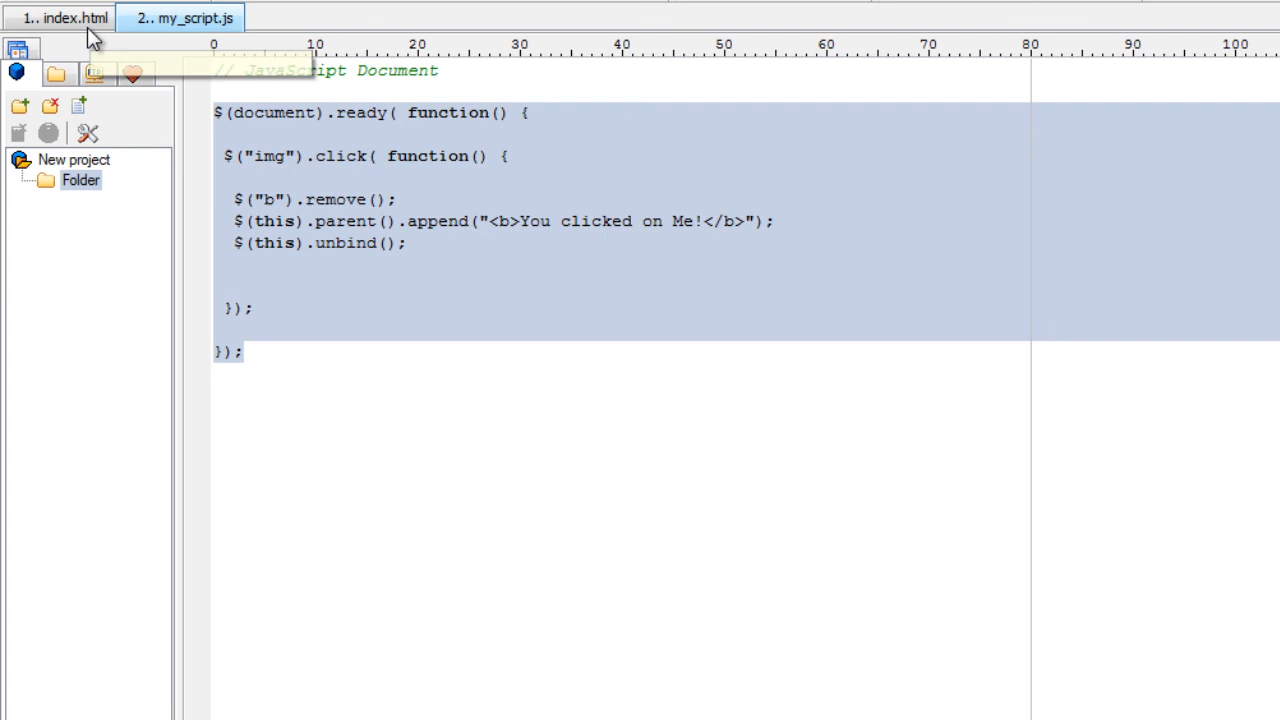 1.. index.html
2.. my_script.js
0 10 20 30 40 50 60 70 80 90 100
// JavaScript Document
$(document).ready( function() {
$("img").click( function() {
$("b").remove();
$(this).parent().append("<b>You clicked on Me!</b>");
$(this).unbind();
});
});
New project
Folder